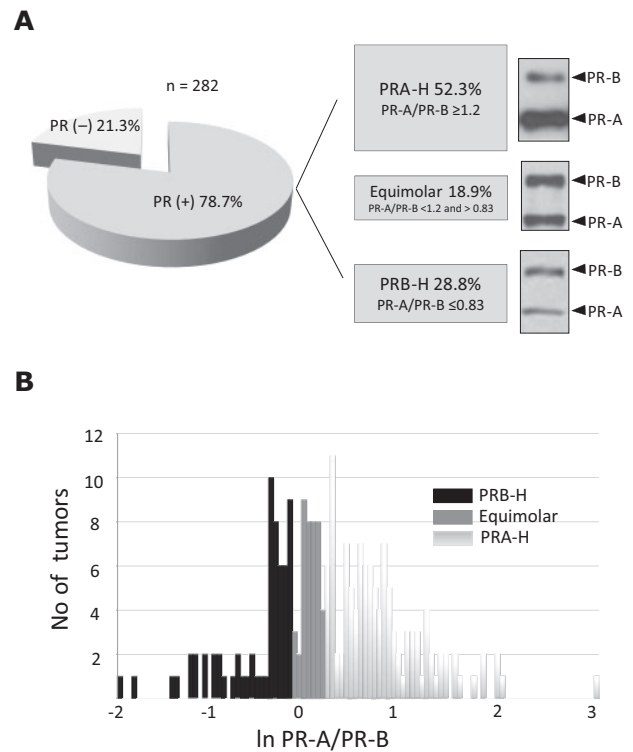 A
n = 282
PR (–) 21.3%
PR (+) 78.7%
PRA-H 52.3%
PR-A/PR-B ≥1.2
PR-B
PR-A
Equimolar 18.9%
PR-A/PR-B <1.2 and > 0.83
PR-B
PR-A
PRB-H 28.8%
PR-A/PR-B ≤0.83
PR-B
PR-A
B
No of tumors
12
10
8
6
4
2
PRB-H
Equimolar
PRA-H
-2 -1 0 1 2 3
ln PR-A/PR-B